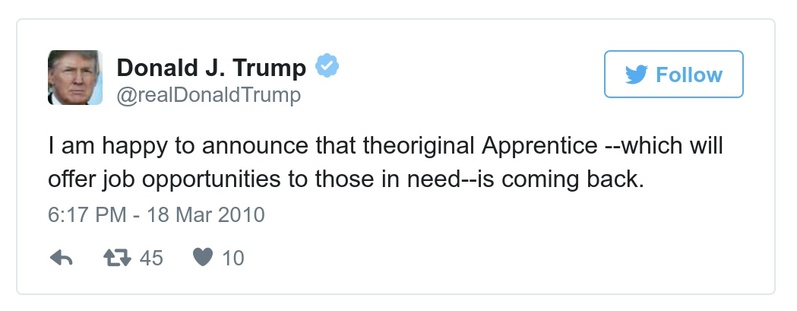 Donald J. Trump
@realDonaldTrump
Follow
I am happy to announce that theoriginal Apprentice --which will
offer job opportunities to those in need--is coming back.
6:17 PM - 18 Mar 2010
45 10